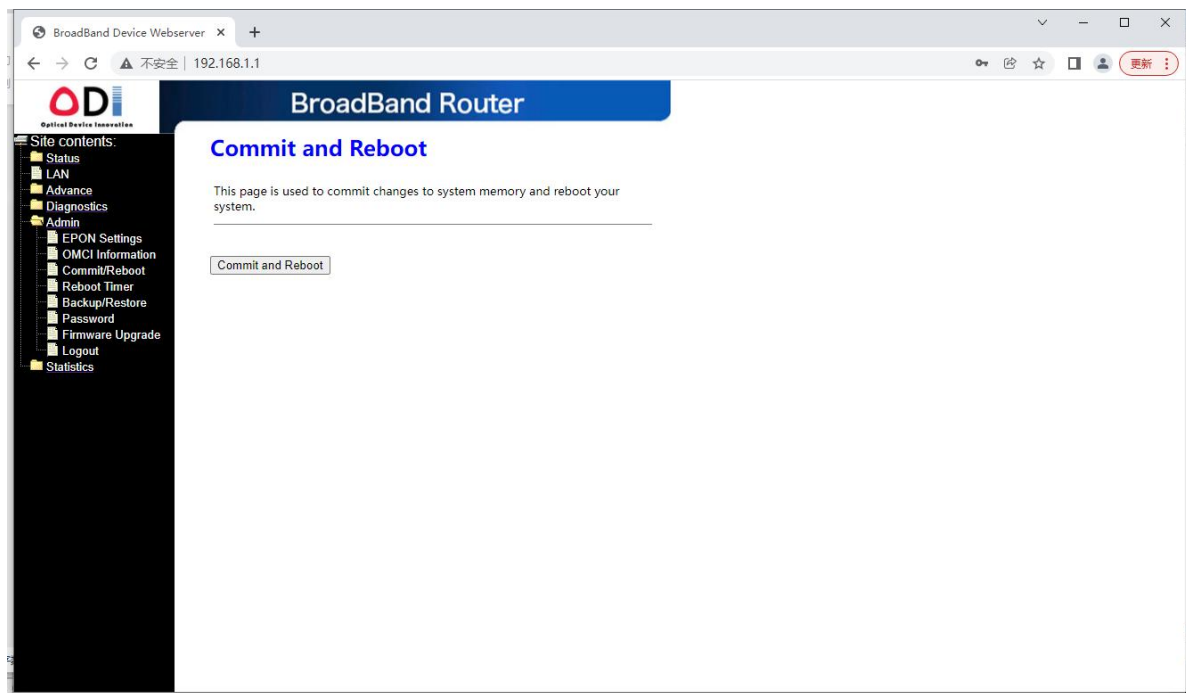 BroadBand Device Webserver
不安全 | 192.168.1.1
更新
ODI
Optical Device Innovation
BroadBand Router
Site contents:
Status
LAN
Advance
Diagnostics
Admin
EPON Settings
OMCI Information
Commit/Reboot
Reboot Timer
Backup/Restore
Password
Firmware Upgrade
Logout
Statistics
Commit and Reboot
This page is used to commit changes to system memory and reboot your
system.
Commit and Reboot